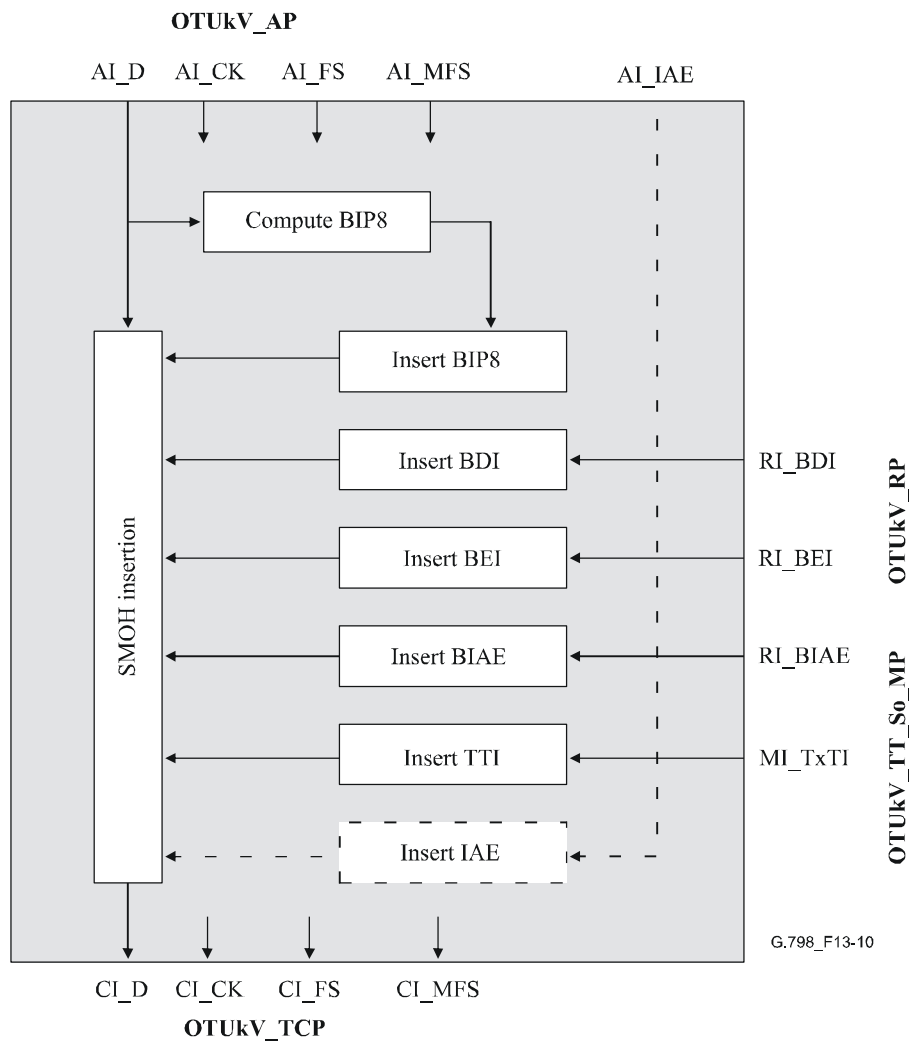 OTUkV_AP
AI_D AI_CK AI_FS AI_MFS AI_IAE
Compute BIP8
Insert BIP8
Insert BDI
RI_BDI
Insert BEI
RI_BEI
Insert BIAE
RI_BIAE
Insert TTI
MI_TxTI
Insert IAE
SMOH insertion
OTUkV_RP
OTUkV_TT_So_MP
G.798_F13-10
CI_D CI_CK CI_FS CI_MFS
OTUkV_TCP